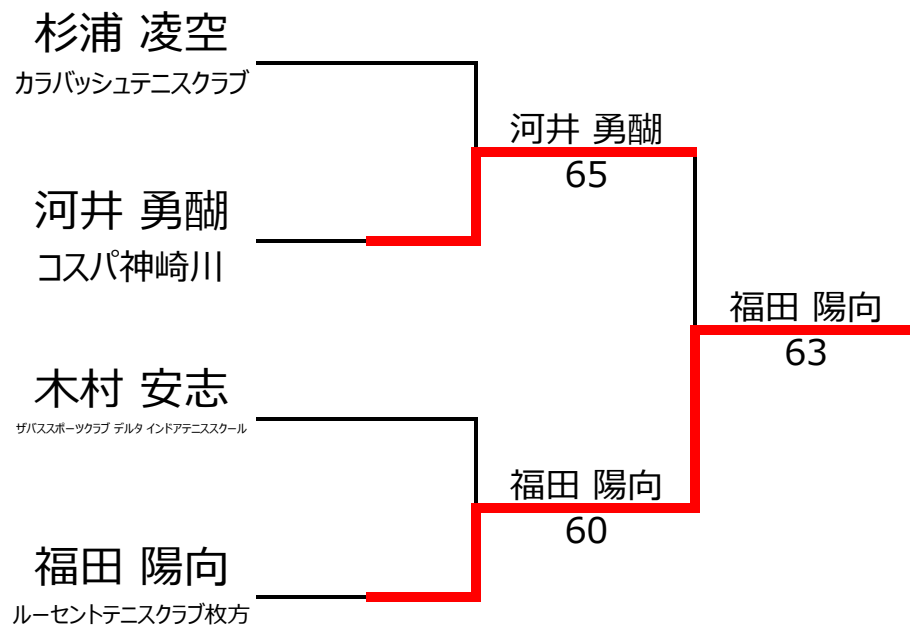 杉浦 凌空
カラバッシュテニスクラブ
河井 勇醐
65
河井 勇醐
コスパ神崎川
福田 陽向
63
木村 安志
ザバススポーツクラブ デルタ インドアテニススクール
福田 陽向
60
福田 陽向
ルーセントテニスクラブ枚方